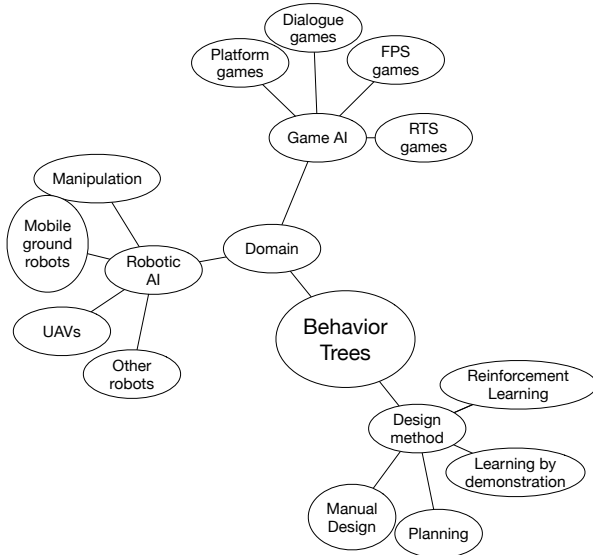 Dialogue
games
Platform
games
FPS
games
Game AI
RTS
games
Manipulation
Mobile
ground
robots
Robotic
AI
Domain
UAVs
Other
robots
Behavior
Trees
Reinforcement
Learning
Design
method
Learning by
demonstration
Manual
Design
Planning